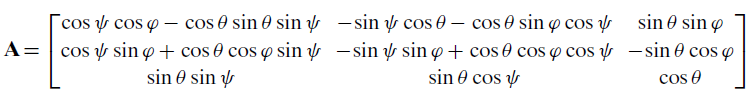 cos ψ cos φ − cos θ sin θ sin ψ −sin ψ cos θ − cos θ sin φ cos ψ sin θ sin φ
A = cos ψ sin φ + cos θ cos φ sin ψ −sin ψ sin φ + cos θ cos φ cos ψ −sin θ cos φ
sin θ sin ψ sin θ cos ψ cos θ